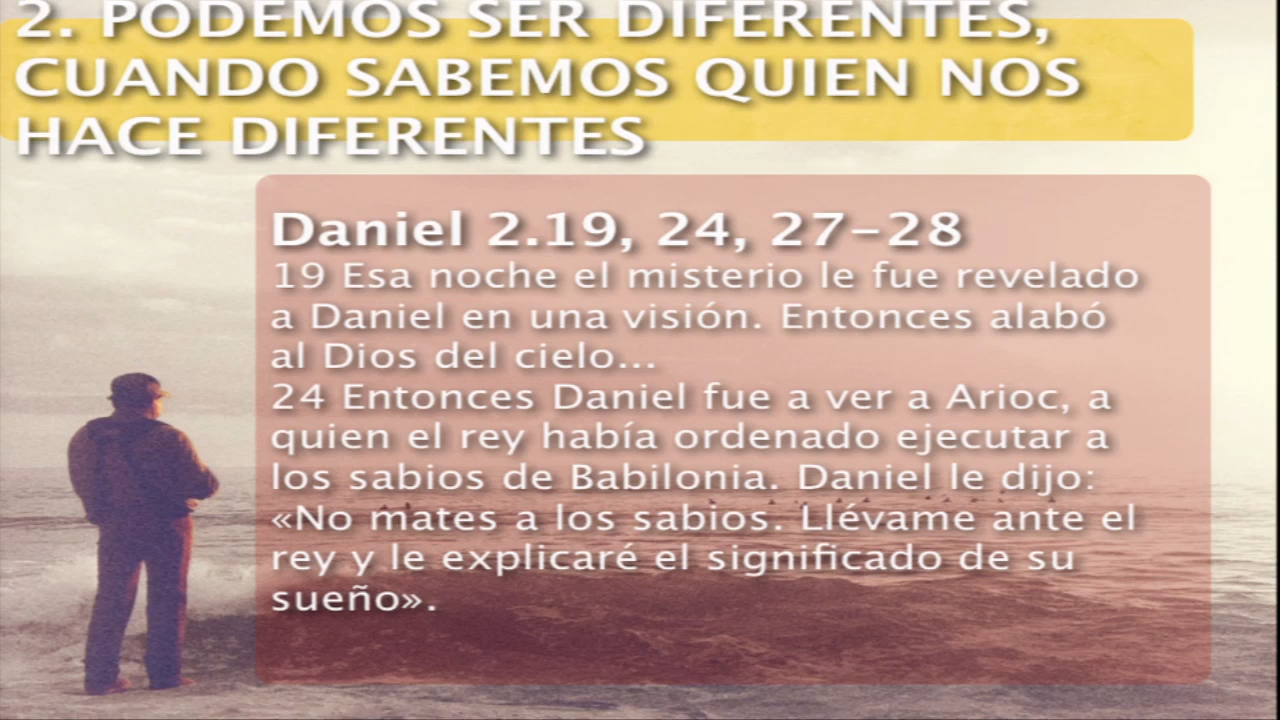 2. PODEMOS SER DIFERENTES,
CUANDO SABEMOS QUIEN NOS
HACE DIFERENTES
Daniel 2.19, 24, 27-28
19 Esa noche el misterio le fue revelado
a Daniel en una visión. Entonces alabó
al Dios del cielo...
24 Entonces Daniel fue a ver a Arioc, a
quien el rey había ordenado ejecutar a
los sabios de Babilonia. Daniel le dijo:
«No mates a los sabios. Llévame ante el
rey y le explicaré el significado de su
sueño».